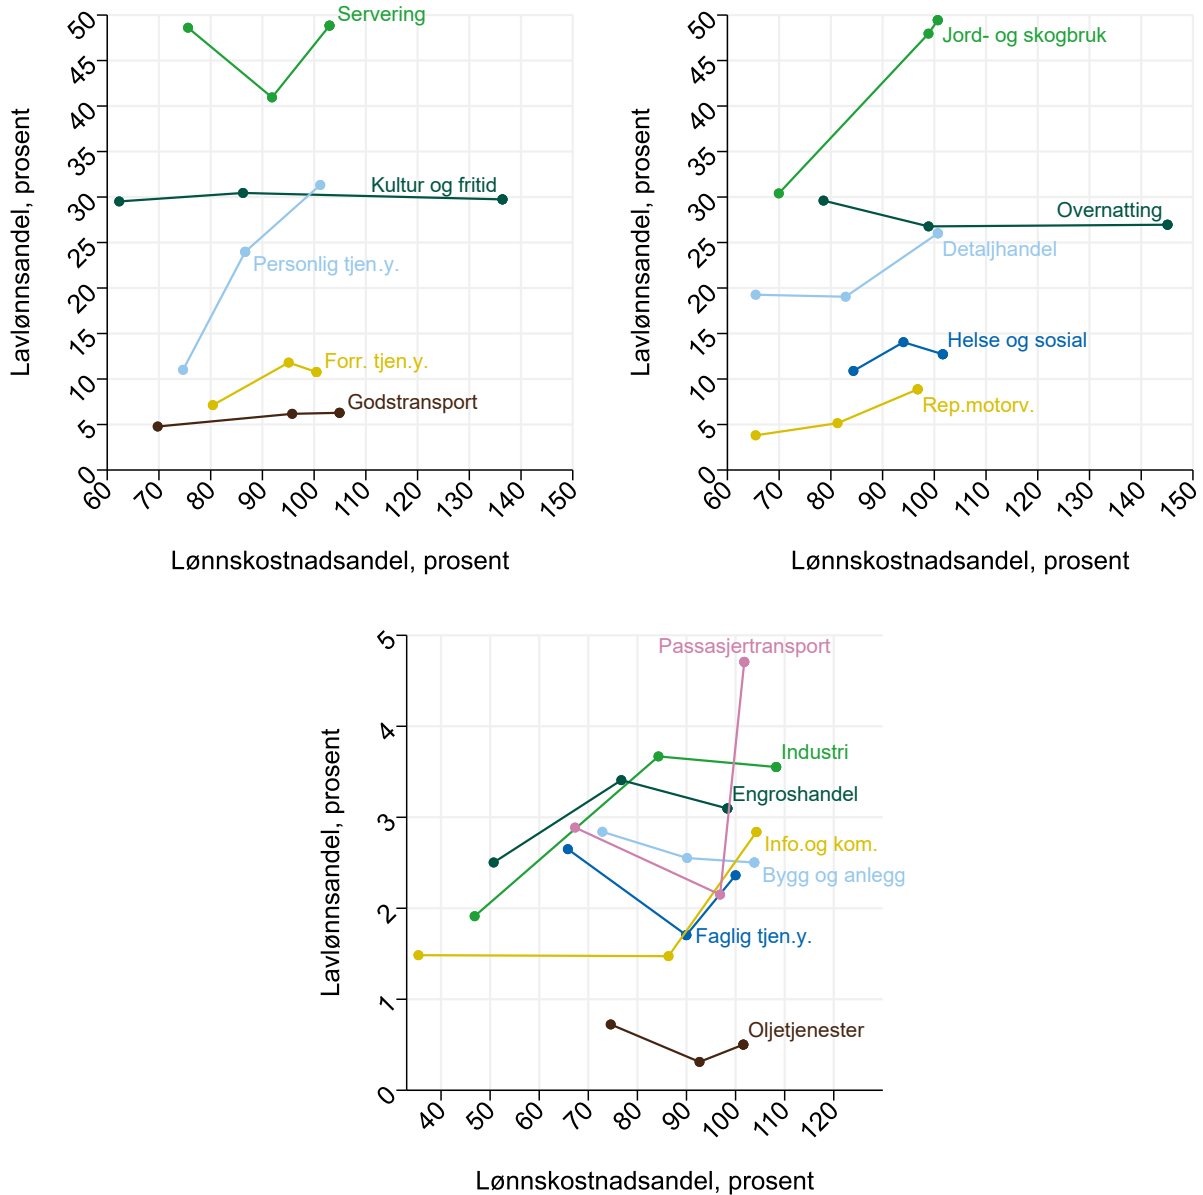 Servering
Kultur og fritid
Personlig tjen.y.
Forr. tjen.y.
Godstransport
0
5
10
15
20
25
30
35
40
45
50
60
70
80
90
100
110
120
130
140
150
Lavlønnsandel, prosent
Lønnskostnadsandel, prosent
Jord- og skogbruk
Overnatting
Detaljhandel
Helse og sosial
Rep.motorv.
0
5
10
15
20
25
30
35
40
45
50
60
70
80
90
100
110
120
130
140
150
Lavlønnsandel, prosent
Lønnskostnadsandel, prosent
Passasjertransport
Industri
Engroshandel
Info.og kom.
Bygg og anlegg
Faglig tjen.y.
Oljetjenester
0
1
2
3
4
5
40
50
60
70
80
90
100
110
120
Lavlønnsandel, prosent
Lønnskostnadsandel, prosent